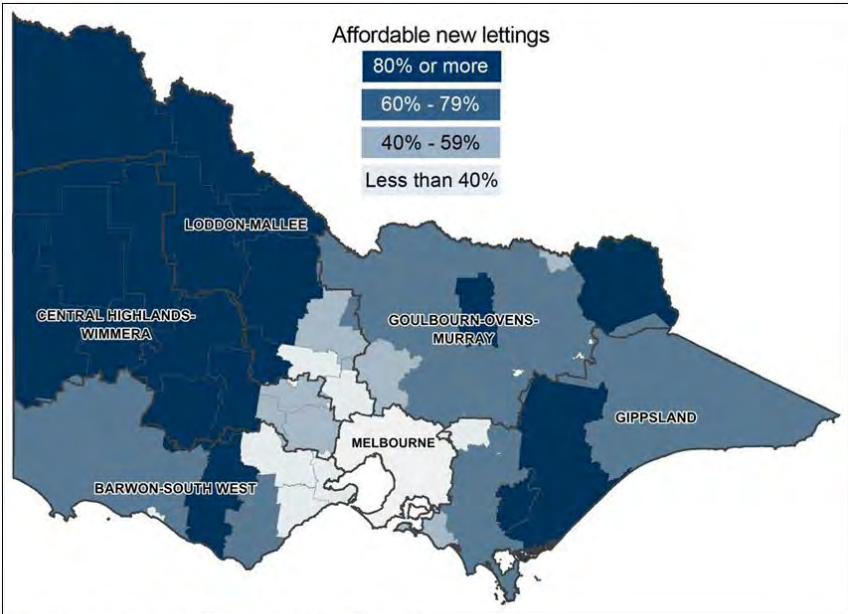 Affordable new lettings
80% or more
60% - 79%
40% - 59%
Less than 40%
LODDON-MALLEE
CENTRAL HIGHLANDS-
WIMMERA
GOULBOURN-OVENS-
MURRAY
GIPPSLAND
MELBOURNE
BARWON-SOUTH WEST